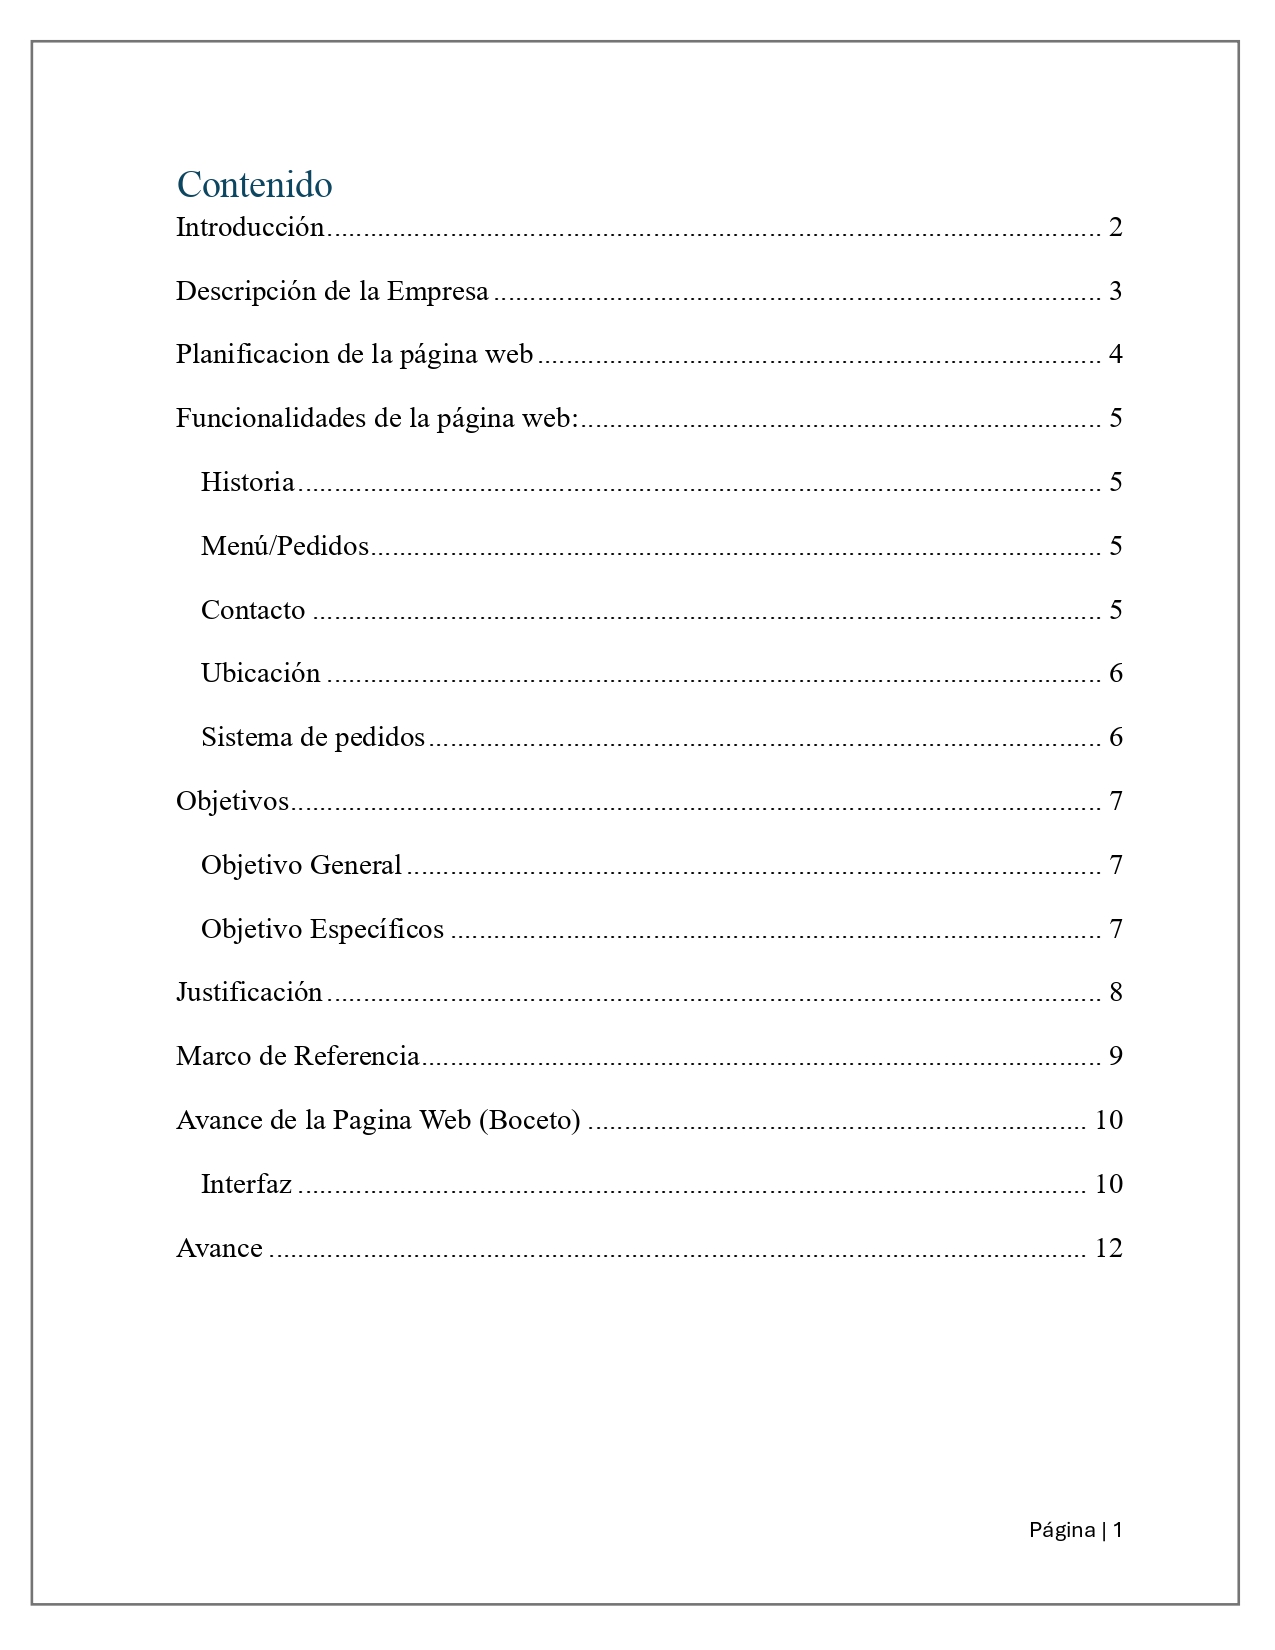 Contenido
Introducción........................................................................................................... 2
Descripción de la Empresa .................................................................................... 3
Planificacion de la página web .............................................................................. 4
Funcionalidades de la página web:........................................................................ 5
Historia............................................................................................................... 5
Menú/Pedidos..................................................................................................... 5
Contacto ............................................................................................................. 5
Ubicación ........................................................................................................... 6
Sistema de pedidos ............................................................................................. 6
Objetivos................................................................................................................ 7
Objetivo General ................................................................................................ 7
Objetivo Específicos .......................................................................................... 7
Justificación ........................................................................................................... 8
Marco de Referencia.............................................................................................. 9
Avance de la Pagina Web (Boceto) ..................................................................... 10
Interfaz ............................................................................................................. 10
Avance ................................................................................................................. 12
Página | 1